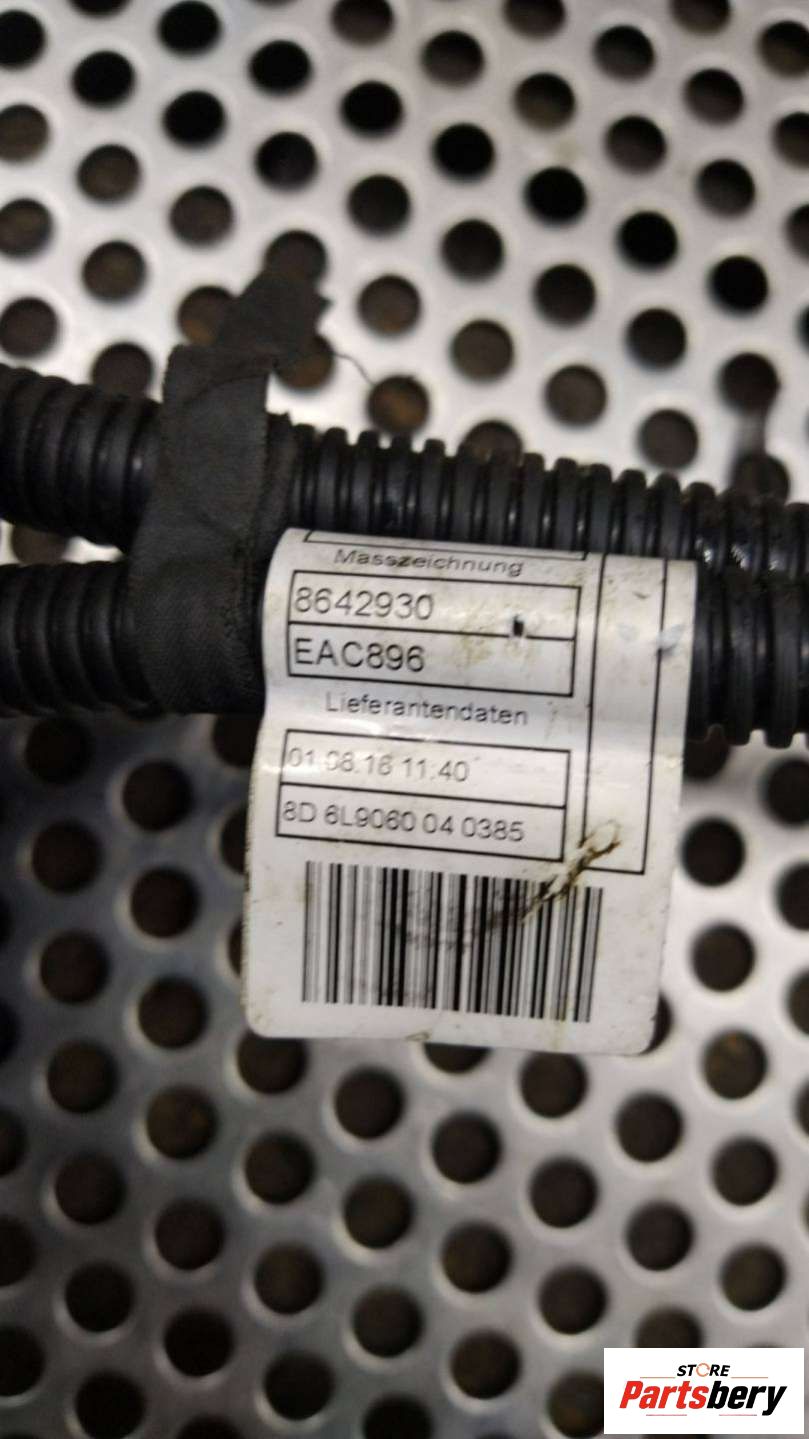 Masszeichnung
8642930
EAC896
Lieferantendaten
01.08.16 11:40
8D 6L9060 04 0385
STORE
Partsbery